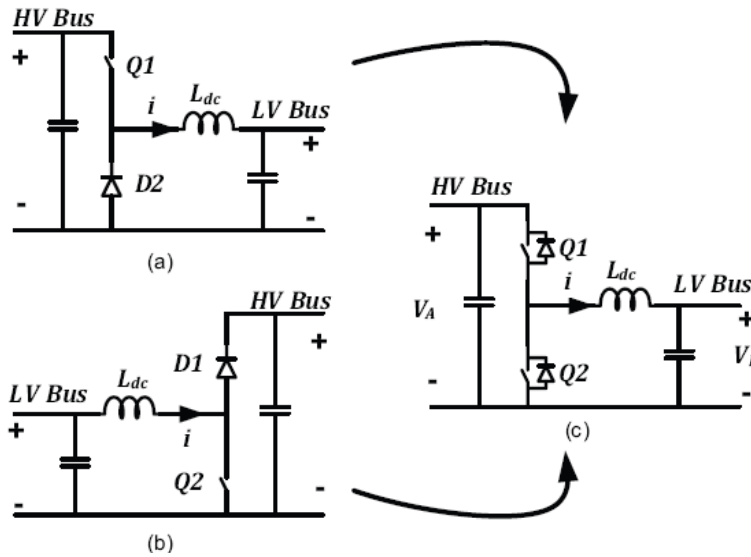 HV Bus
+
Q1
i
Ldc
LV Bus
+
D2
-
-
(a)
HV Bus
+
D1
Ldc
LV Bus
+
i
Q2
-
-
(b)
HV Bus
+
Q1
i
Ldc
LV Bus
+
VA
Q2
-
-
(c)